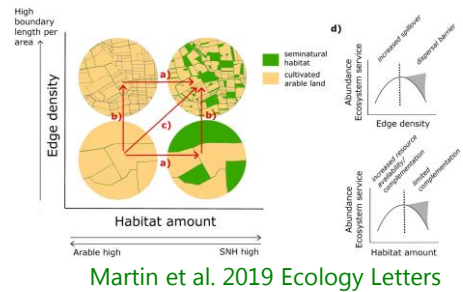 High
boundary
length per
area
Edge density
a)
b)
c)
b)
a)
seminatural
habitat
cultivated
arable land
Habitat amount
Arable high
SNH high
d)
Abundance
Ecosystem service
increased spillover
dispersal barrier
Edge density
Abundance
Ecosystem service
increased resource
availability/
complementation
limited
complementation
Habitat amount
Martin et al. 2019 Ecology Letters